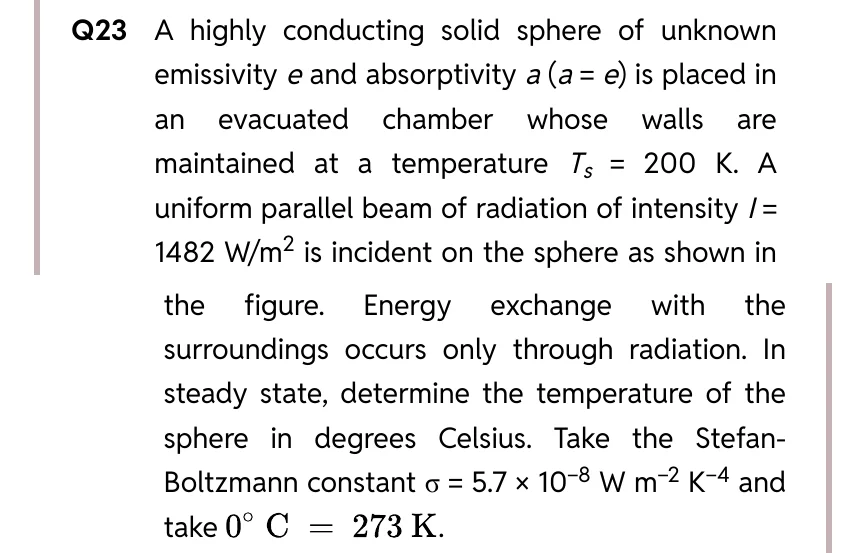 Q23 A highly conducting solid sphere of unknown
emissivity e and absorptivity a (a = e) is placed in
an evacuated chamber whose walls are
maintained at a temperature Tₛ = 200 K. A
uniform parallel beam of radiation of intensity I =
1482 W/m² is incident on the sphere as shown in
the figure. Energy exchange with the
surroundings occurs only through radiation. In
steady state, determine the temperature of the
sphere in degrees Celsius. Take the Stefan-
Boltzmann constant σ = 5.7 × 10⁻⁸ W m⁻² K⁻⁴ and
take 0° C = 273 K.